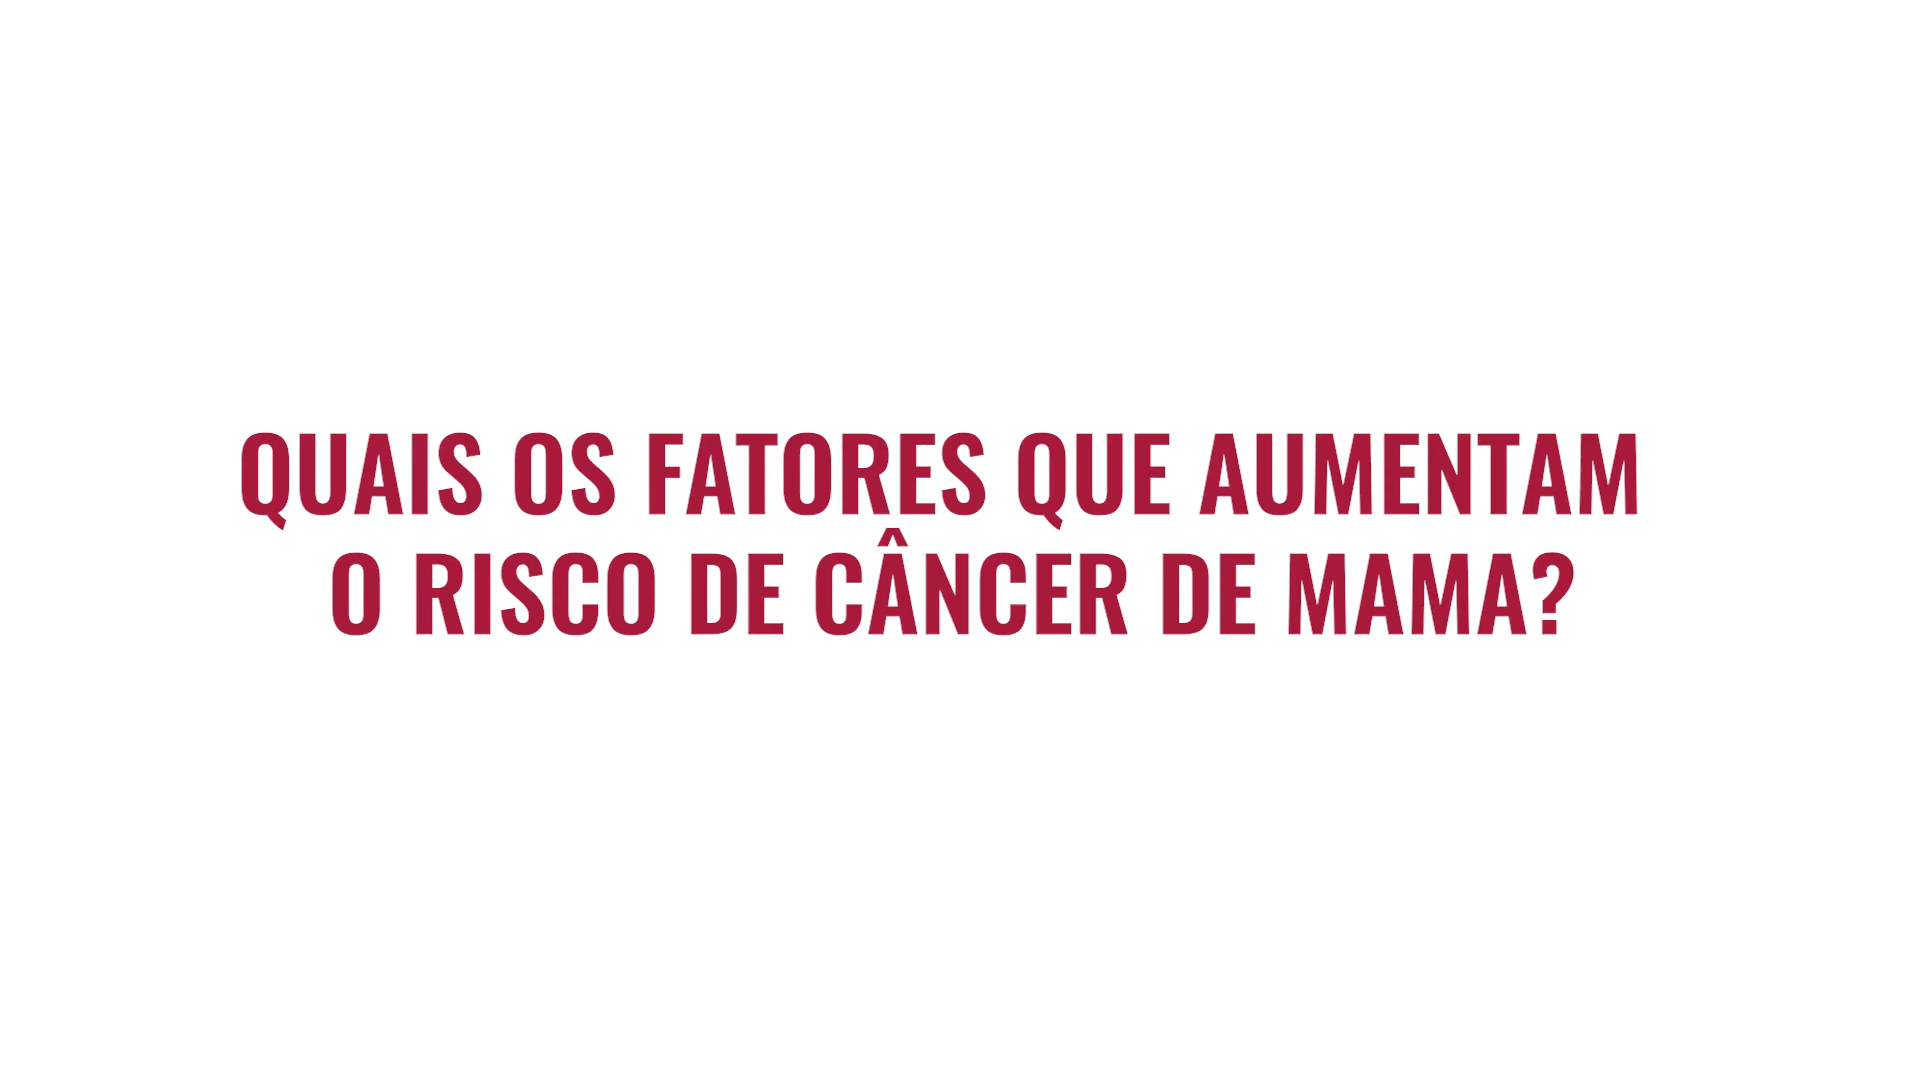 QUAIS OS FATORES QUE AUMENTAM
O RISCO DE CÂNCER DE MAMA?